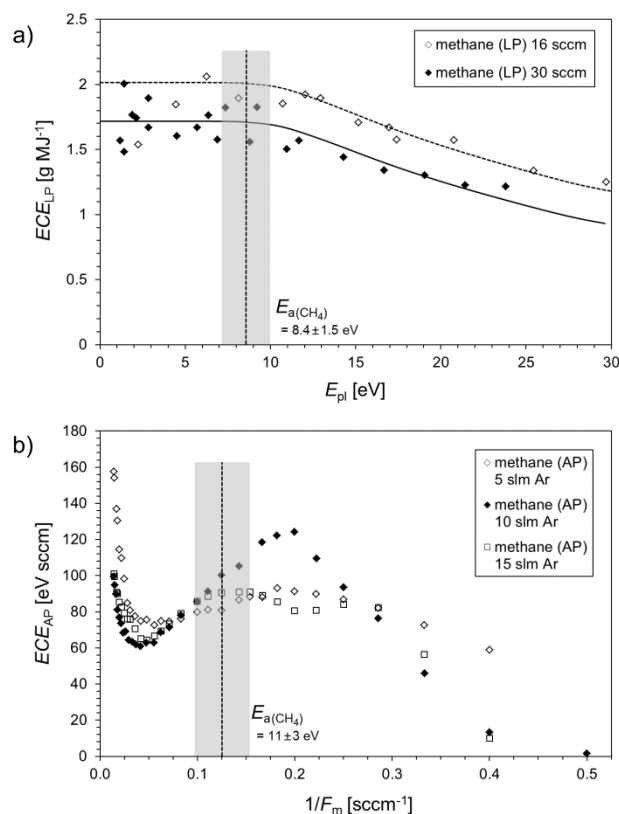 a)
2.5
2
1.5
1
0.5
0
ECE_LP [g MJ⁻¹]
methane (LP) 16 sccm
methane (LP) 30 sccm
E_a(CH₄)
= 8.4±1.5 eV
0 5 10 15 20 25 30
E_pl [eV]
b)
180
160
140
120
100
80
60
40
20
0
ECE_AP [eV sccm]
methane (AP)
5 slm Ar
methane (AP)
10 slm Ar
methane (AP)
15 slm Ar
E_a(CH₄)
= 11±3 eV
0.0 0.1 0.2 0.3 0.4 0.5
1/F_m [sccm⁻¹]